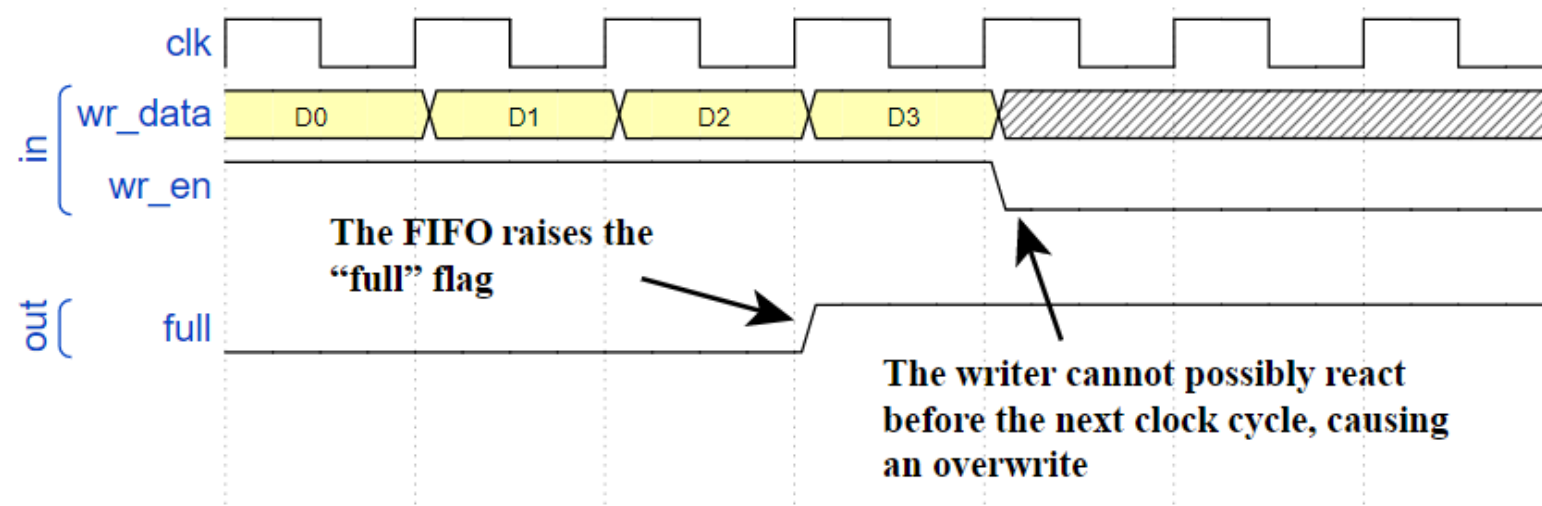 clk
in
wr_data
D0
D1
D2
D3
wr_en
The FIFO raises the
“full” flag
out
full
The writer cannot possibly react
before the next clock cycle, causing
an overwrite